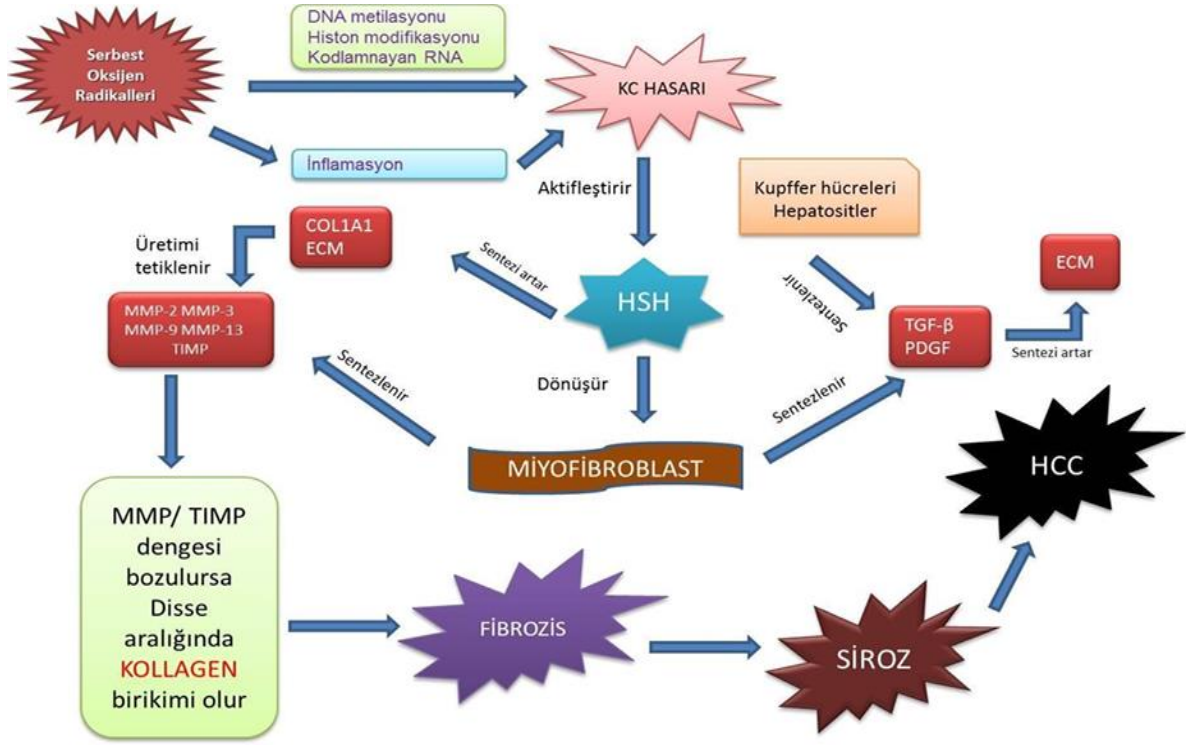 Serbest
Oksijen
Radikalleri
DNA metilasyonu
Histon modifikasyonu
Kodlamnayan RNA
KC HASARI
İnflamasyon
Aktifleştirir
Kupffer hücreleri
Hepatositler
COL1A1
ECM
Üretimi
tetiklenir
Sentezi artar
HSH
Sentezlenir
ECM
MMP-2 MMP-3
MMP-9 MMP-13
TIMP
TGF-β
PDGF
Sentezi artar
Sentezlenir
Dönüşür
Sentezlenir
MİYOFİBROBLAST
HCC
MMP/ TIMP
dengesi
bozulursa
Disse
aralığında
KOLLAGEN
birikimi olur
FİBROZİS
SİROZ